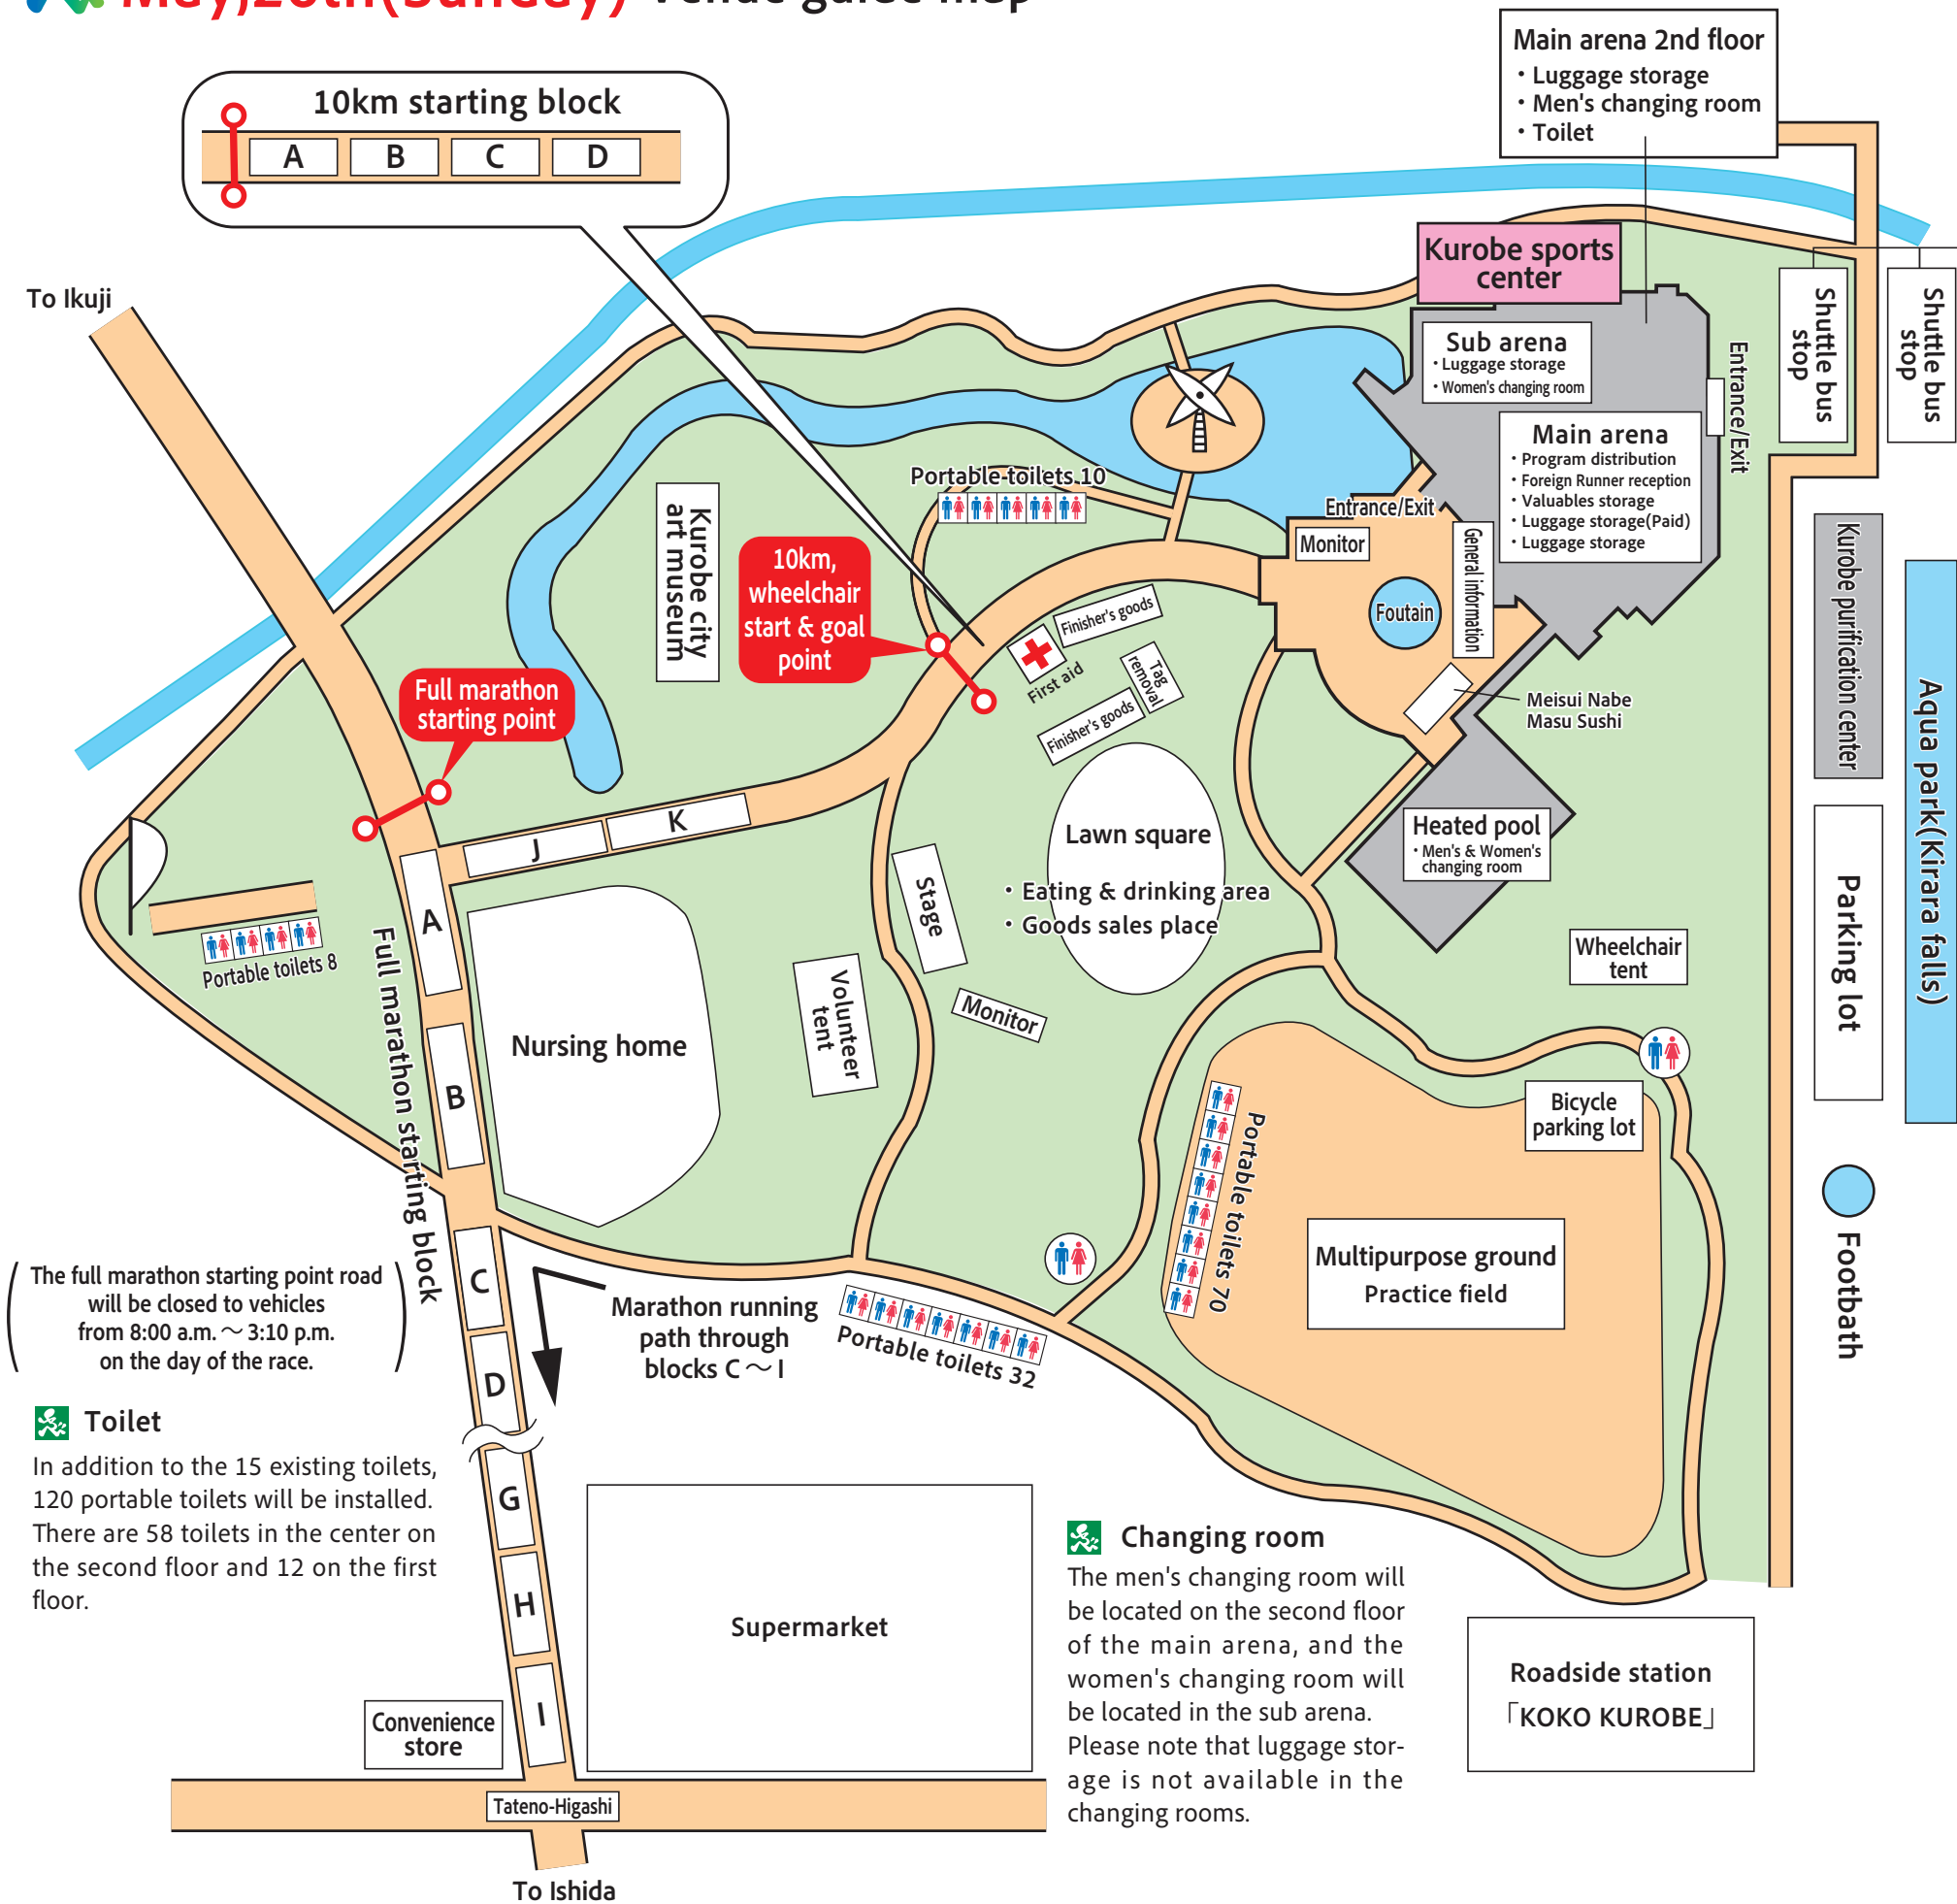 Venue guide map
Main arena 2nd floor
・Luggage storage
・Men's changing room
・Toilet
10km starting block
A B C D
To Ikuji
Kurobe sports
center
Shuttle bus
stop
Shuttle bus
stop
Sub arena
・Luggage storage
・Women's changing room
Entrance/Exit
Main arena
・Program distribution
・Foreign Runner reception
・Valuables storage
・Luggage storage(Paid)
・Luggage storage
Portable toilets 10
Kurobe city
art museum
Entrance/Exit
Monitor
General information
Foutain
10km,
wheelchair
start & goal
point
Finisher's goods
First aid
Tag
removal
Finisher's goods
Meisui Nabe
Masu Sushi
Kurobe purification center
Aqua park(Kirara falls)
Full marathon
starting point
J
K
Lawn square
・Eating & drinking area
・Goods sales place
Heated pool
・Men's & Women's
changing room
Parking lot
Stage
A
Portable toilets 8
Full marathon starting block
Wheelchair
tent
Volunteer
tent
Monitor
Nursing home
B
Bicycle
parking lot
Portable toilets 70
Footbath
Multipurpose ground
Practice field
The full marathon starting point road
will be closed to vehicles
from 8:00 a.m. ～ 3:10 p.m.
on the day of the race.
C
Marathon running
path through
blocks C ～ I
Portable toilets 32
D
Toilet
In addition to the 15 existing toilets,
120 portable toilets will be installed.
There are 58 toilets in the center on
the second floor and 12 on the first
floor.
G
H
I
Supermarket
Changing room
The men's changing room will
be located on the second floor
of the main arena, and the
women's changing room will
be located in the sub arena.
Please note that luggage stor-
age is not available in the
changing rooms.
Roadside station
「KOKO KUROBE」
Convenience
store
Tateno-Higashi
To Ishida